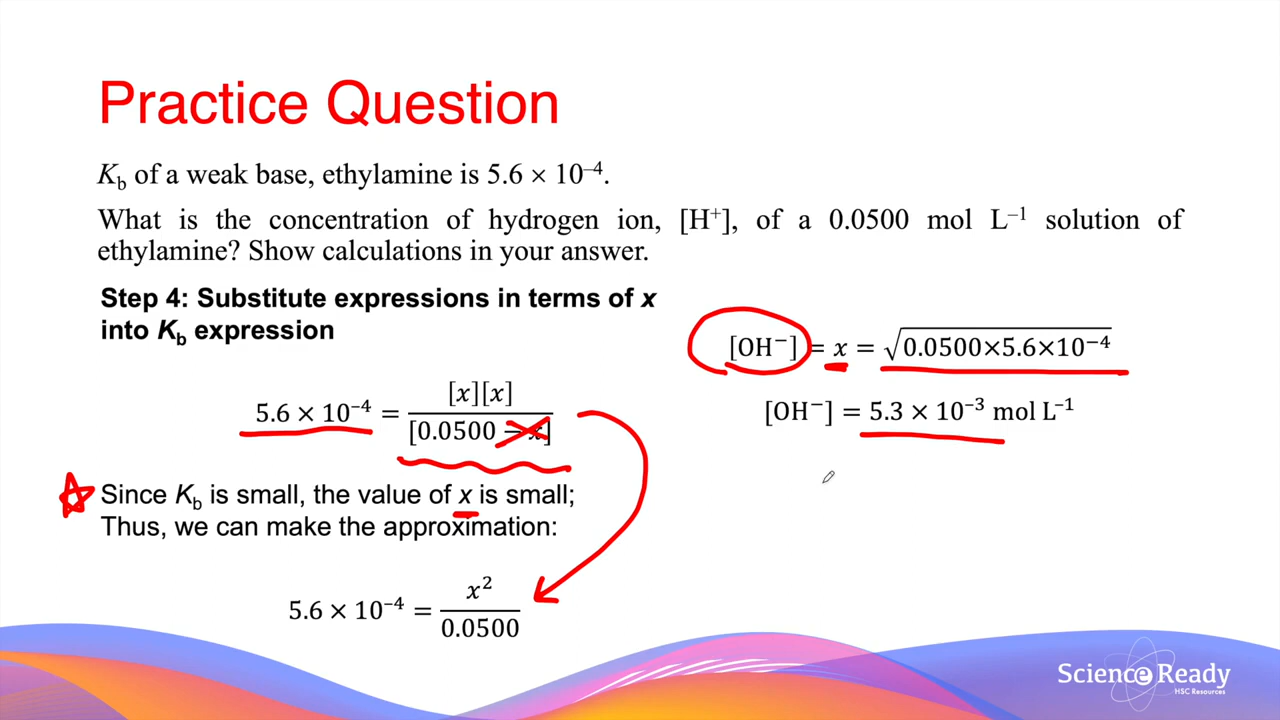 Practice Question
K_b of a weak base, ethylamine is 5.6 × 10⁻⁴.
What is the concentration of hydrogen ion, [H⁺], of a 0.0500 mol L⁻¹ solution of
ethylamine? Show calculations in your answer.
Step 4: Substitute expressions in terms of x
into K_b expression
5.6 × 10⁻⁴ = [x][x] / [0.0500 − x]
Since K_b is small, the value of x is small;
Thus, we can make the approximation:
5.6 × 10⁻⁴ = x² / 0.0500
[OH⁻] = x = √(0.0500×5.6×10⁻⁴)
[OH⁻] = 5.3 × 10⁻³ mol L⁻¹
Science Ready
HSC Resources